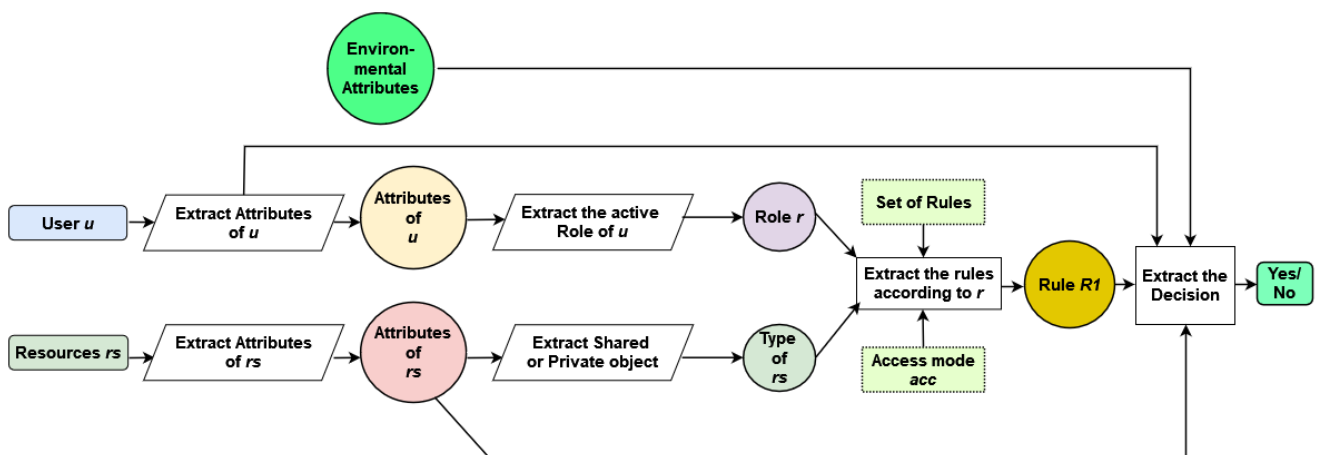 Environ-
mental
Attributes
User u
Extract Attributes
of u
Attributes
of
u
Extract the active
Role of u
Role r
Set of Rules
Extract the rules
according to r
Rule R1
Extract the
Decision
Yes/
No
Resources rs
Extract Attributes
of rs
Attributes
of
rs
Extract Shared
or Private object
Type
of
rs
Access mode
acc